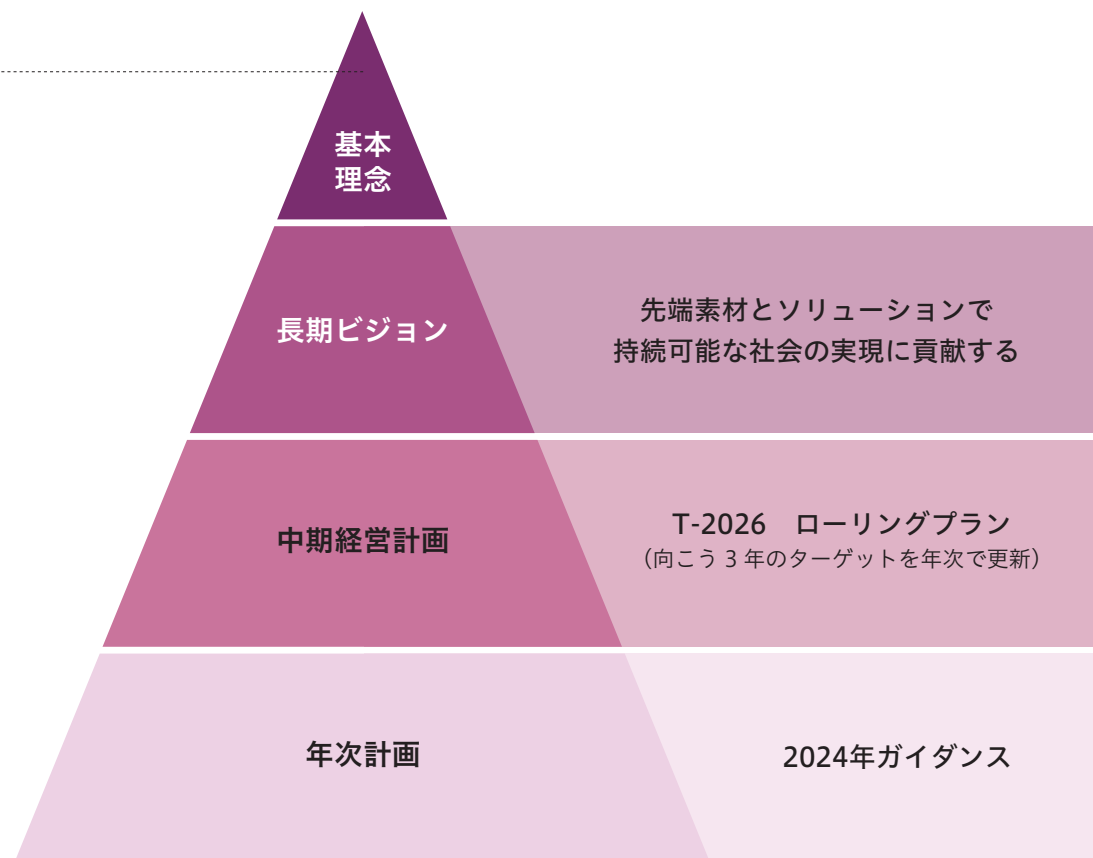 基本
理念
長期ビジョン
先端素材とソリューションで
持続可能な社会の実現に貢献する
中期経営計画
T-2026　ローリングプラン
（向こう 3 年のターゲットを年次で更新）
年次計画
2024年ガイダンス